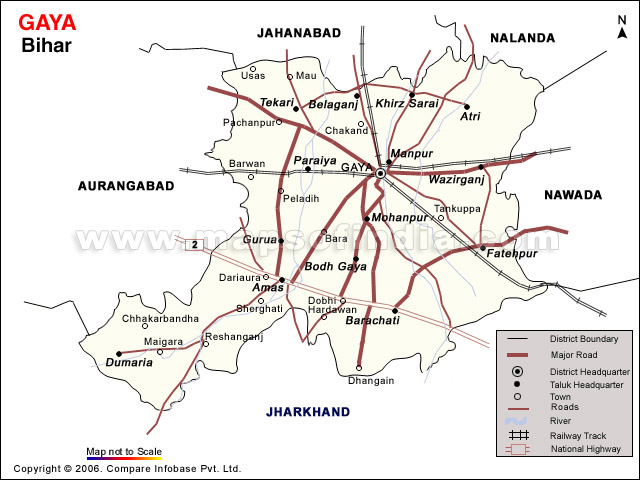 GAYA
Bihar
JAHANABAD
NALANDA
N
Usas
Mau
Tekari
Belaganj
Khirz Sarai
Atri
Pachanpur
Chakand
Manpur
Paraiya
GAYA
Barwan
Wazirganj
AURANGABAD
NAWADA
Peladih
Tankuppa
Mohanpur
www.mapsofindia.com
2
Gurua
Bara
Fatehpur
Bodh Gaya
Dariaura
Amas
Sherghati
Dobhi
Hardawan
Barachati
Chhakarbandha
Reshanganj
Maigara
Dumaria
Dhangain
JHARKHAND
District Boundary
Major Road
District Headquarter
Taluk Headquarter
Town
Roads
River
Railway Track
National Highway
Map not to Scale
Copyright © 2006. Compare Infobase Pvt. Ltd.